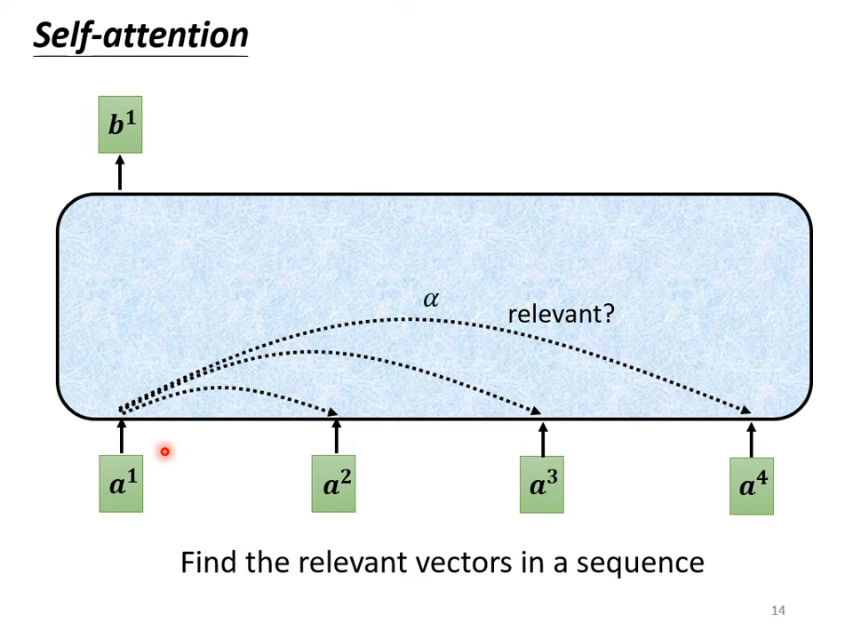 Self-attention
b¹
α
relevant?
a¹ a² a³ a⁴
Find the relevant vectors in a sequence
14